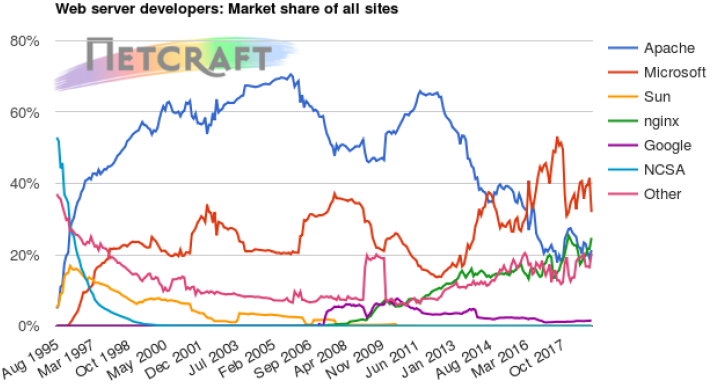 Web server developers: Market share of all sites
NETCRAFT
80%
60%
40%
20%
0%
Aug 1995
Mar 1997
Oct 1998
May 2000
Dec 2001
Jul 2003
Feb 2005
Sep 2006
Apr 2008
Nov 2009
Jun 2011
Jan 2013
Aug 2014
Mar 2016
Oct 2017
Apache
Microsoft
Sun
nginx
Google
NCSA
Other